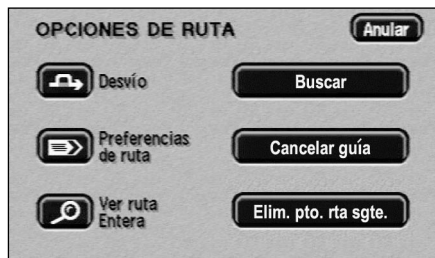 OPCIONES DE RUTA
Anular
Desvío
Buscar
Preferencias
de ruta
Cancelar guía
Ver ruta
Entera
Elim. pto. rta sgte.